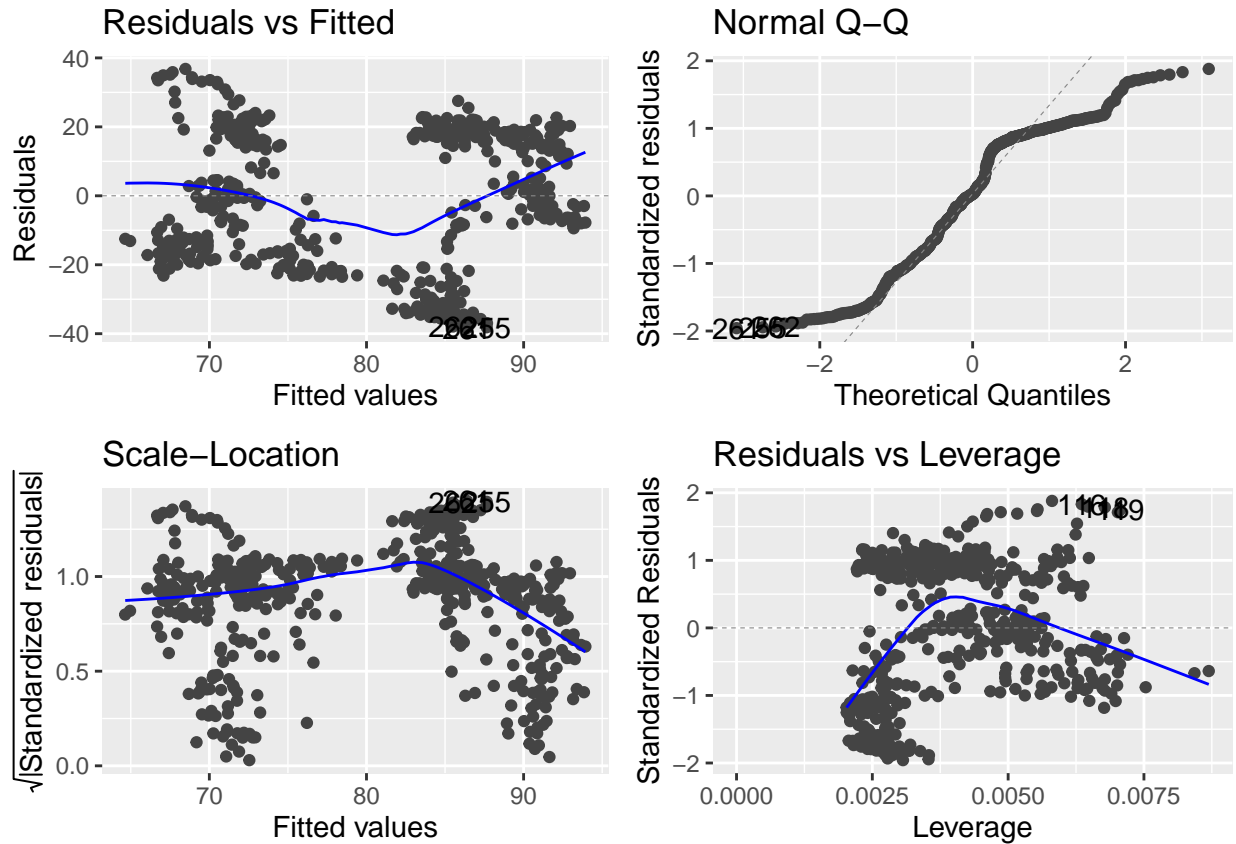 Residuals vs Fitted
Residuals
40
20
0
−20
−40
70
80
90
Fitted values
Normal Q−Q
Standardized residuals
2
1
0
−1
−2
−2
0
2
Theoretical Quantiles
Scale−Location
√|Standardized residuals|
1.0
0.5
0.0
70
80
90
Fitted values
Residuals vs Leverage
Standardized Residuals
2
1
0
−1
−2
116
118
119
0.0000
0.0025
0.0050
0.0075
Leverage